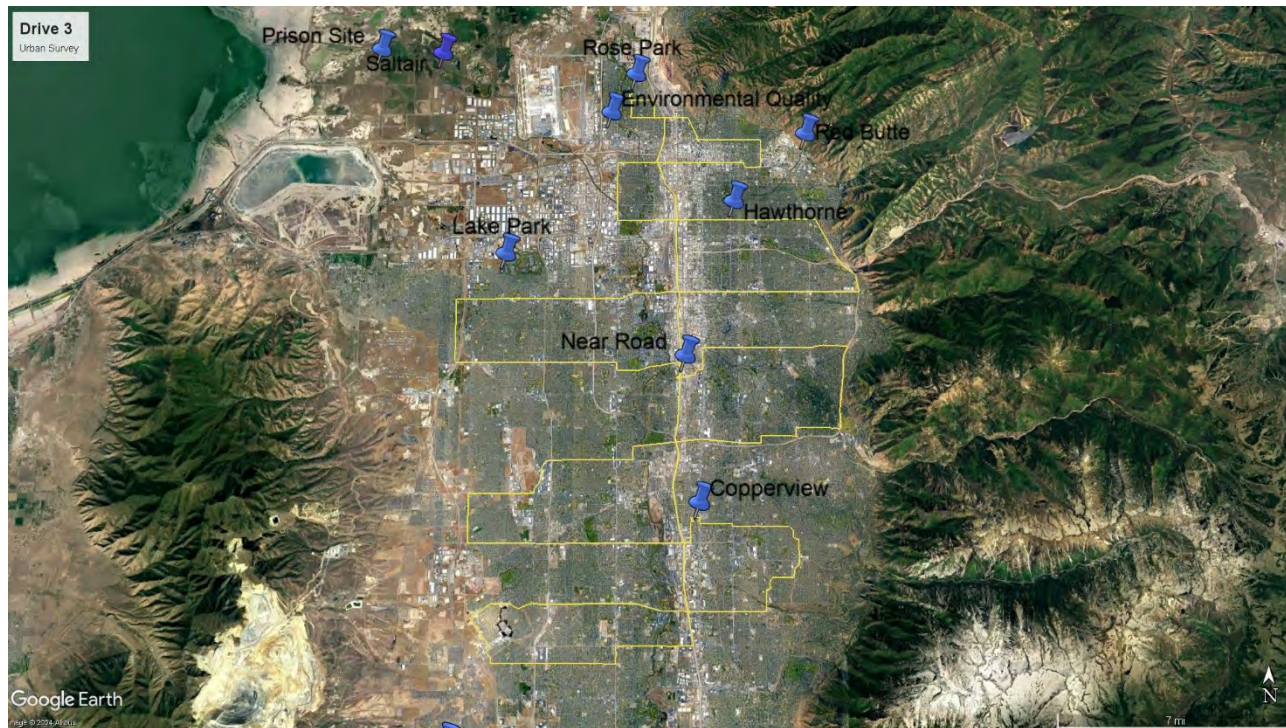 Drive 3
Urban Survey
Prison Site
Saltair
Rose Park
Environmental Quality
Red Butte
Hawthorne
Lake Park
Near Road
Copperview
Google Earth
N
7 mi